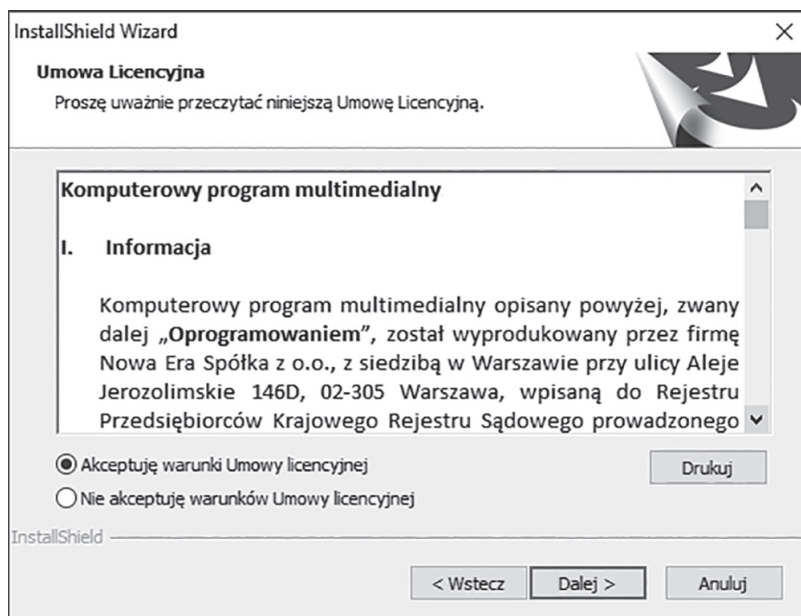 InstallShield Wizard
Umowa Licencyjna
Proszę uważnie przeczytać niniejszą Umowę Licencyjną.
Komputerowy program multimedialny
I. Informacja
Komputerowy program multimedialny opisany powyżej, zwany
dalej „Oprogramowaniem”, został wyprodukowany przez firmę
Nowa Era Spółka z o.o., z siedzibą w Warszawie przy ulicy Aleje
Jerozolimskie 146D, 02-305 Warszawa, wpisaną do Rejestru
Przedsiębiorców Krajowego Rejestru Sądowego prowadzonego
Akceptuję warunki Umowy licencyjnej
Drukuj
Nie akceptuję warunków Umowy licencyjnej
InstallShield
< Wstecz
Dalej >
Anuluj